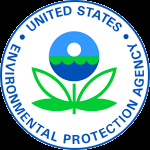 UNITED STATES
• ENVIRONMENTAL PROTECTION AGENCY •